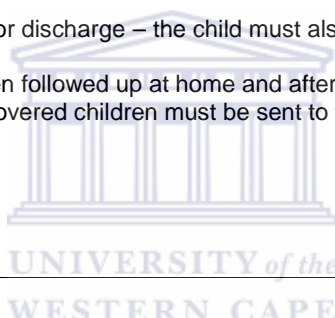 or discharge – the child must als
n followed up at home and after
overed children must be sent to
UNIVERSITY of the
WESTERN CAPE